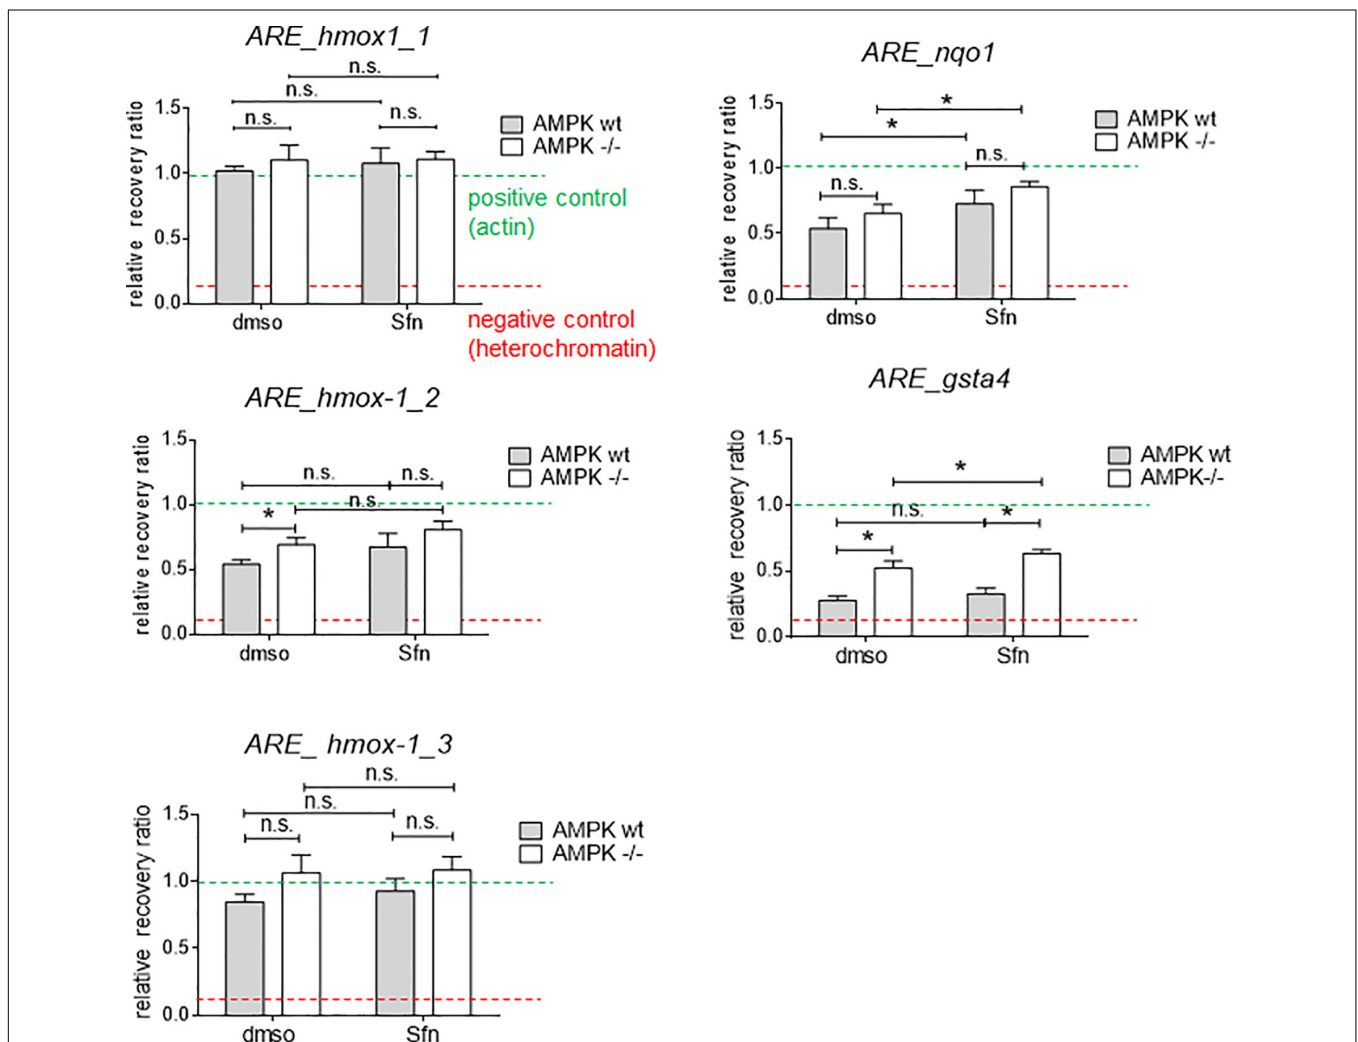 ARE_hmox1_1
n.s.
n.s.
n.s.
n.s.
relative recovery ratio
1.5
1.0
0.5
0.0
dmso
Sfn
AMPK wt
AMPK -/-
positive control
(actin)
negative control
(heterochromatin)
ARE_nqo1
*
*
n.s.
n.s.
relative recovery ratio
1.5
1.0
0.5
0.0
dmso
Sfn
AMPK wt
AMPK -/-
ARE_hmox-1_2
n.s.
n.s.
n.s.
*
relative recovery ratio
1.5
1.0
0.5
0.0
dmso
Sfn
AMPK wt
AMPK -/-
ARE_gsta4
*
n.s.
*
*
relative recovery ratio
1.5
1.0
0.5
0.0
dmso
Sfn
AMPK wt
AMPK-/-
ARE_ hmox-1_3
n.s.
n.s.
n.s.
n.s.
relative recovery ratio
1.5
1.0
0.5
0.0
dmso
Sfn
AMPK wt
AMPK -/-